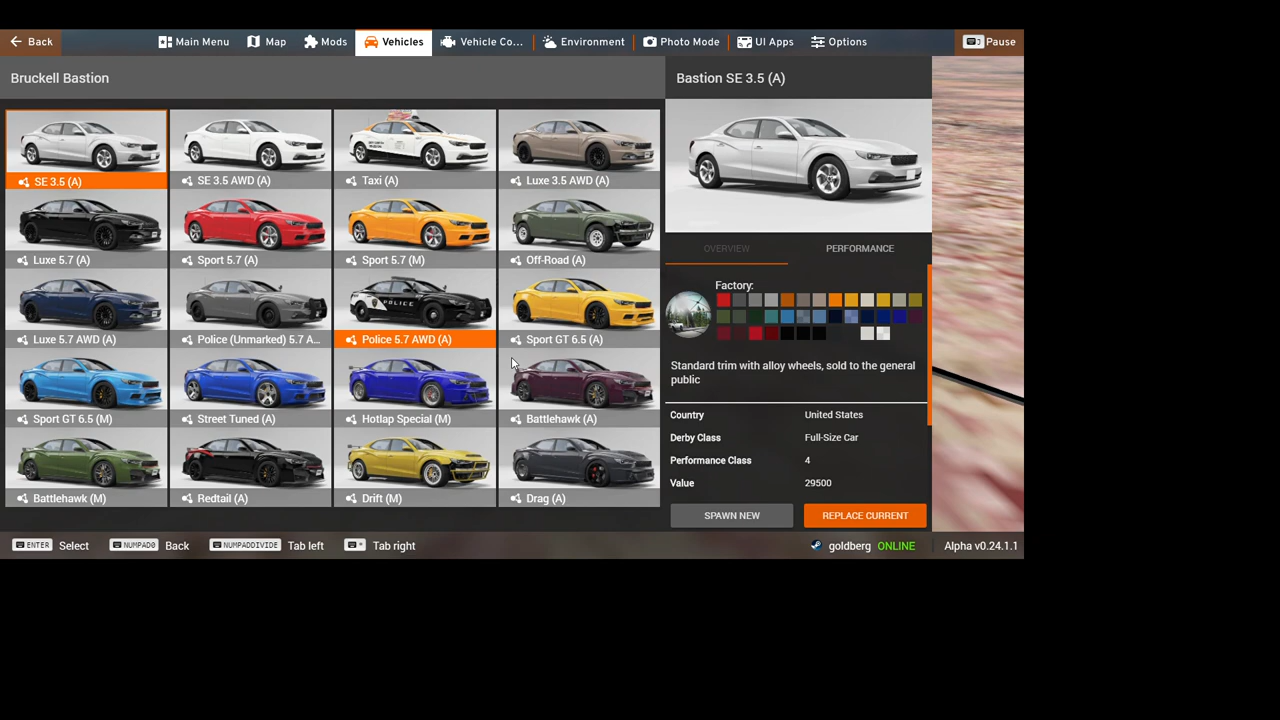 Back
Main Menu
Map
Mods
Vehicles
Vehicle Co...
Environment
Photo Mode
UI Apps
Options
Pause
Bruckell Bastion
Bastion SE 3.5 (A)
SE 3.5 (A)
SE 3.5 AWD (A)
Taxi (A)
Luxe 3.5 AWD (A)
Luxe 5.7 (A)
Sport 5.7 (A)
Sport 5.7 (M)
Off-Road (A)
POLICE
Luxe 5.7 AWD (A)
Police (Unmarked) 5.7 A...
Police 5.7 AWD (A)
Sport GT 6.5 (A)
Sport GT 6.5 (M)
Street Tuned (A)
Hotlap Special (M)
Battlehawk (A)
Battlehawk (M)
Redtail (A)
Drift (M)
Drag (A)
OVERVIEW
PERFORMANCE
Factory:
Standard trim with alloy wheels, sold to the general
public
Country United States
Derby Class Full-Size Car
Performance Class 4
Value 29500
SPAWN NEW
REPLACE CURRENT
ENTER Select
NUMPAD0 Back
NUMPADDIVIDE Tab left
* Tab right
goldberg ONLINE
Alpha v0.24.1.1